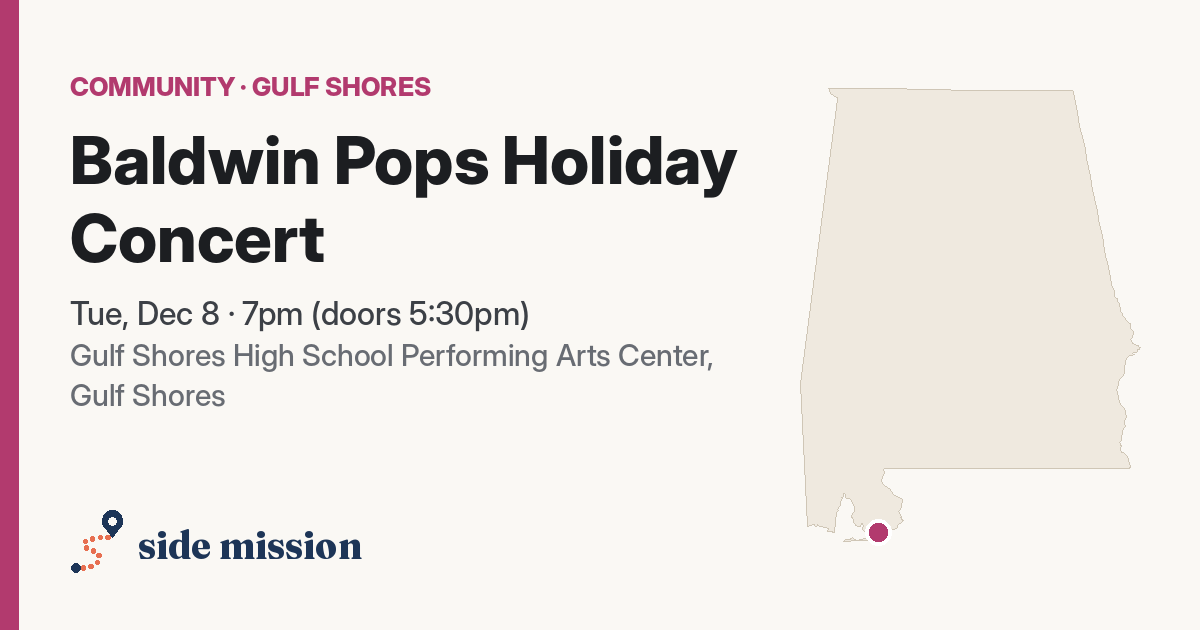 COMMUNITY · GULF SHORES
Baldwin Pops Holiday
Concert
Tue, Dec 8 · 7pm (doors 5:30pm)
Gulf Shores High School Performing Arts Center,
Gulf Shores
side mission